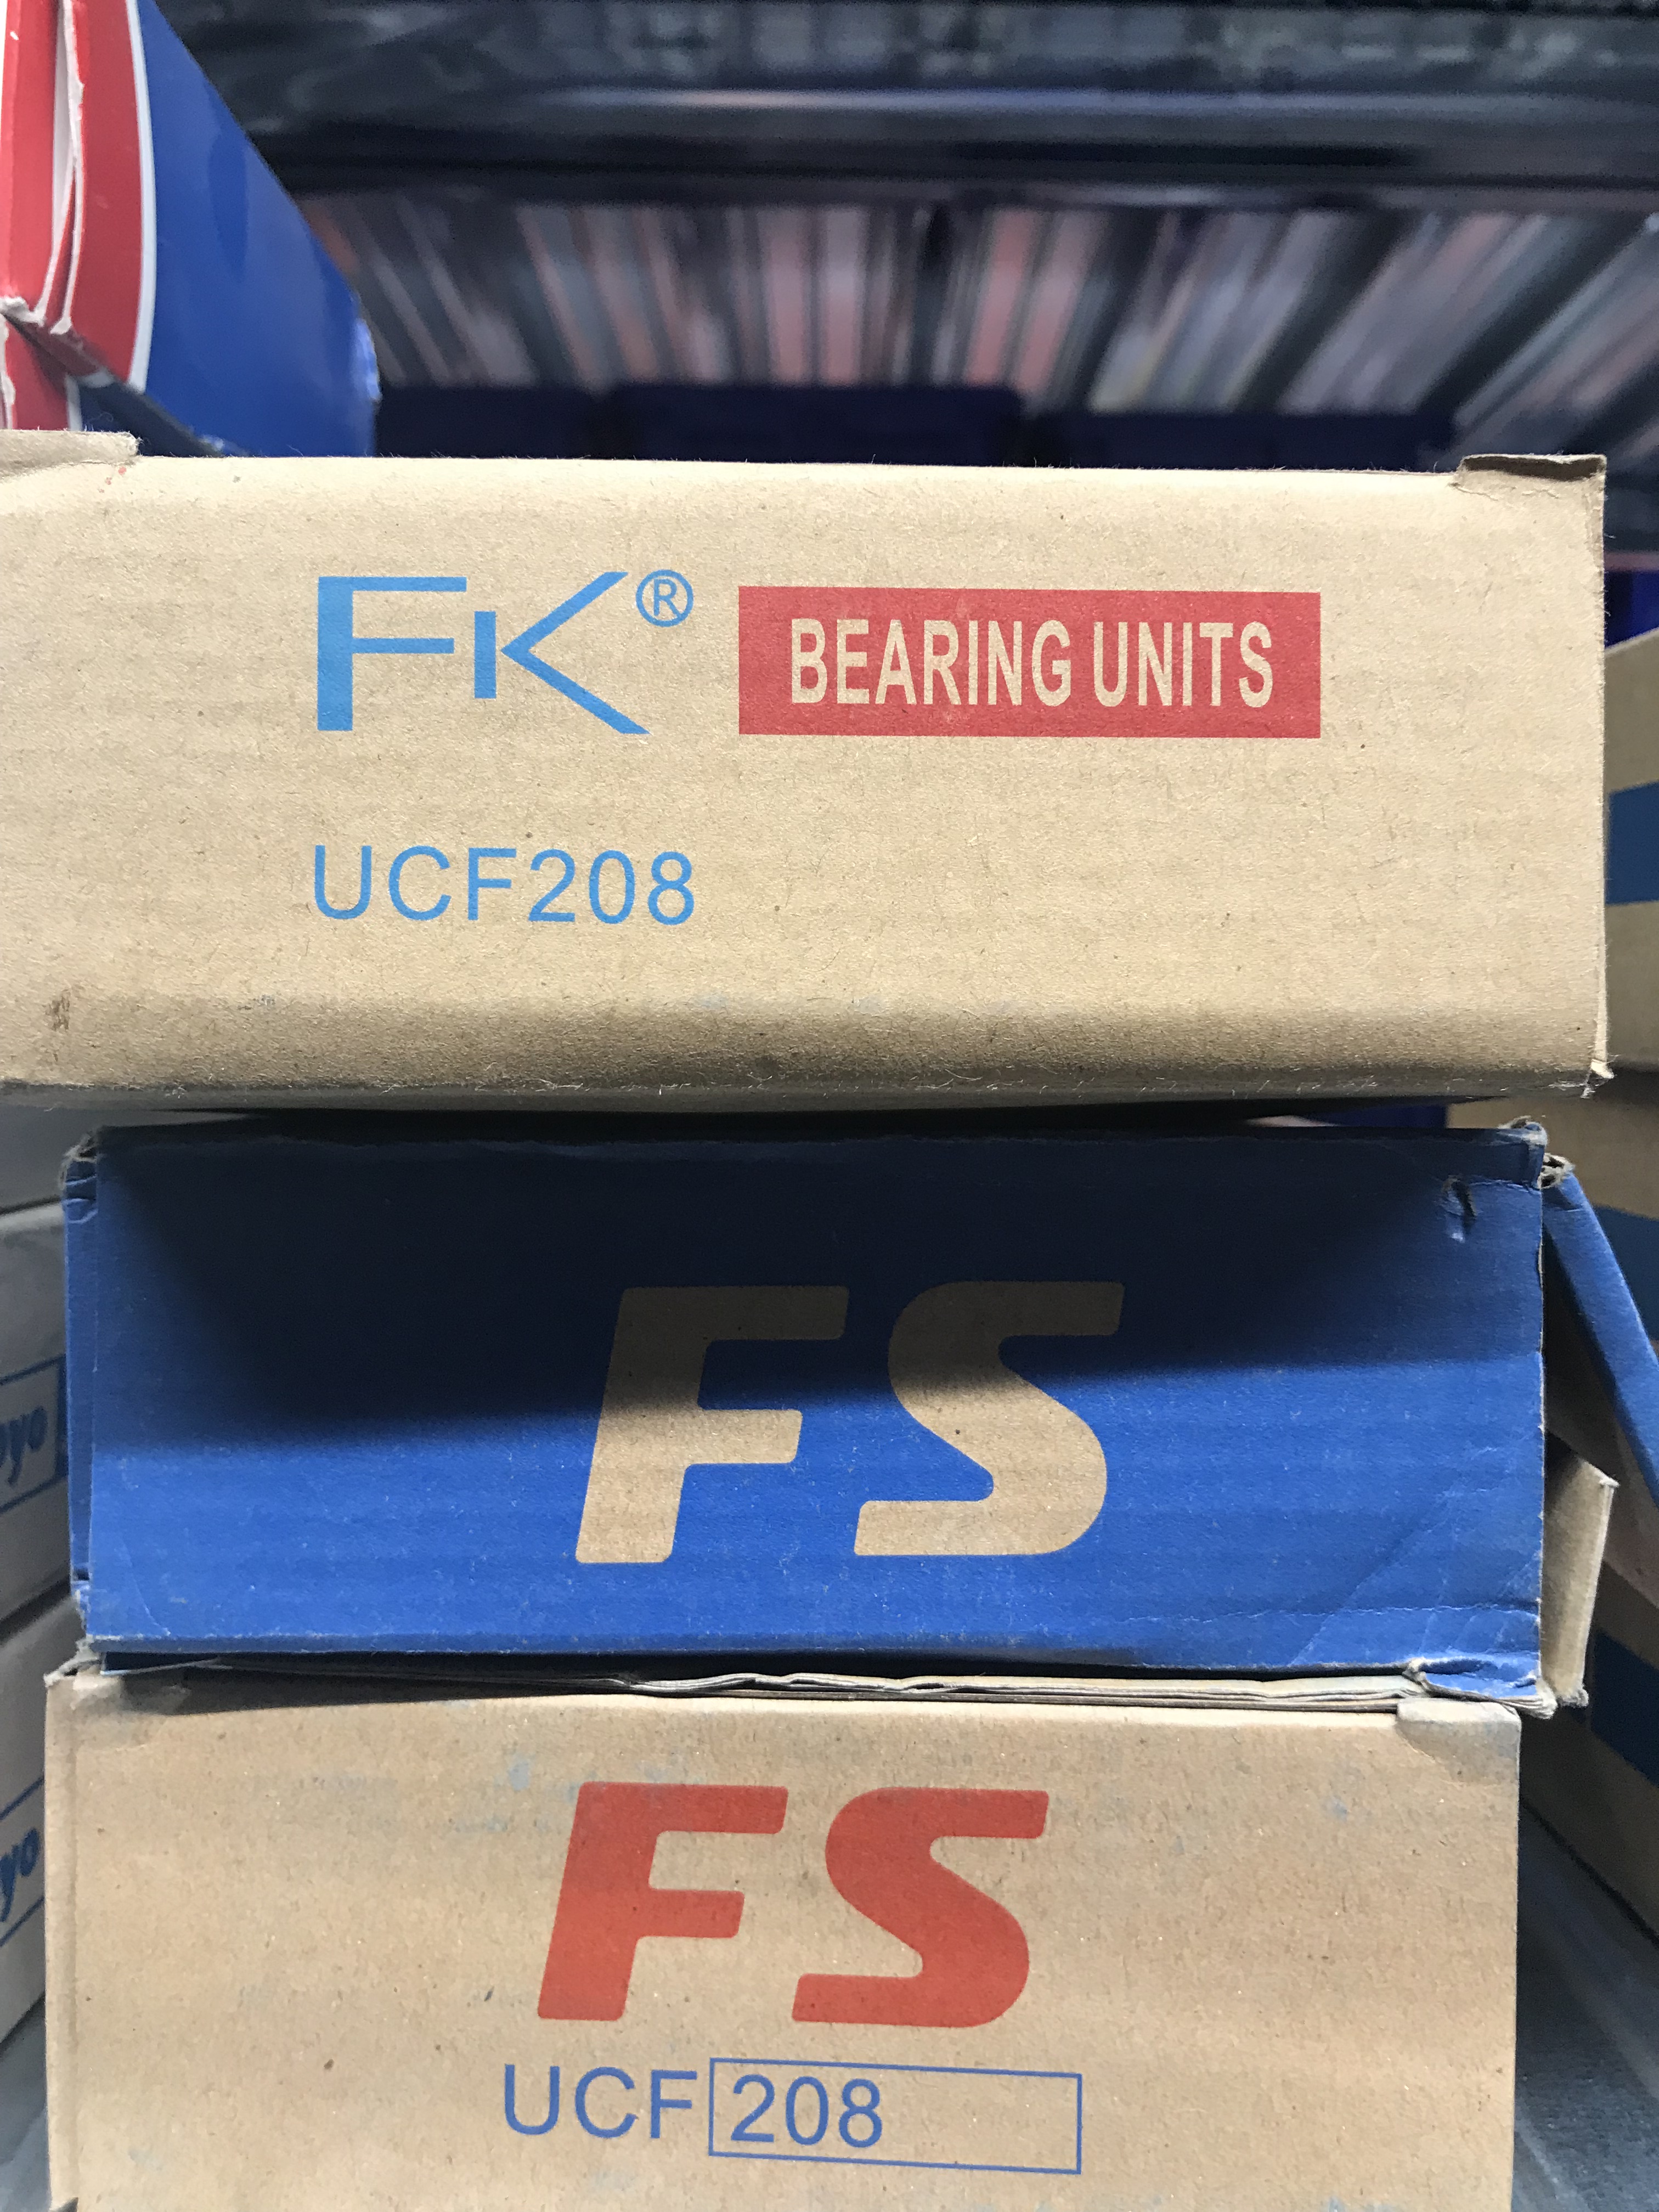 FK® BEARING UNITS
UCF208
FS
FS
UCF 208